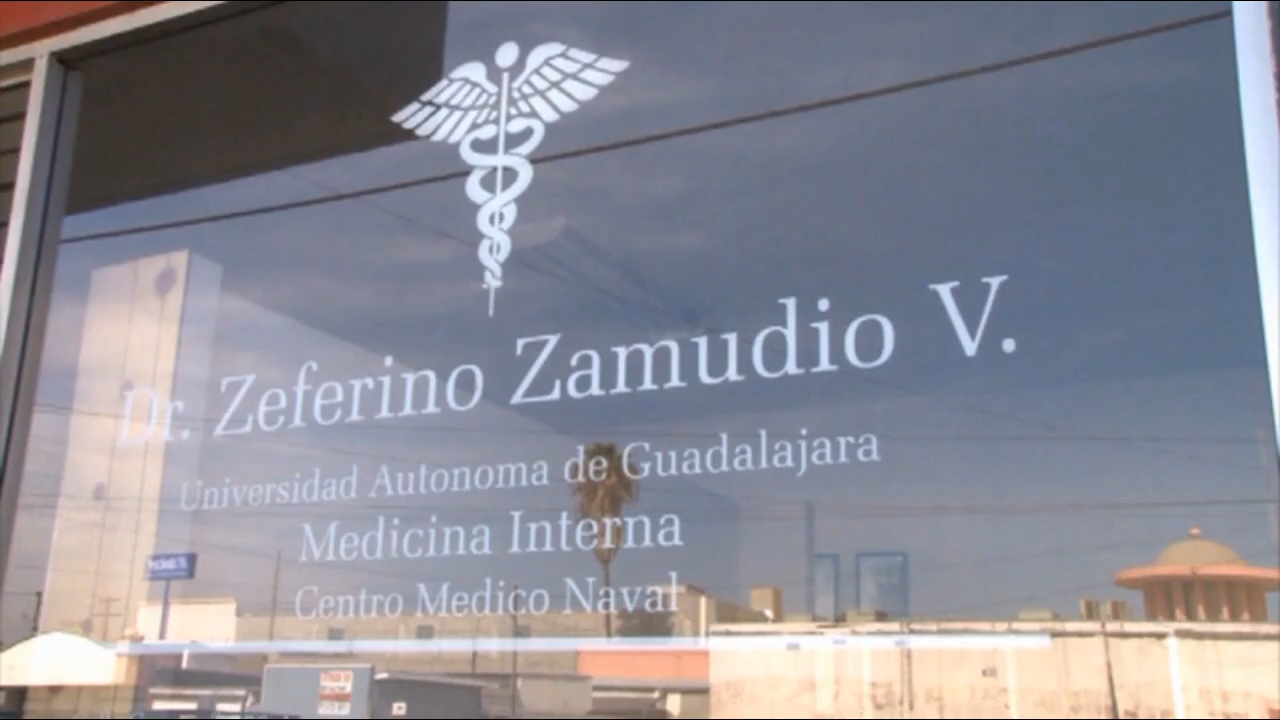 Dr. Zeferino Zamudio V.
Universidad Autonoma de Guadalajara
Medicina Interna
Centro Medico Naval